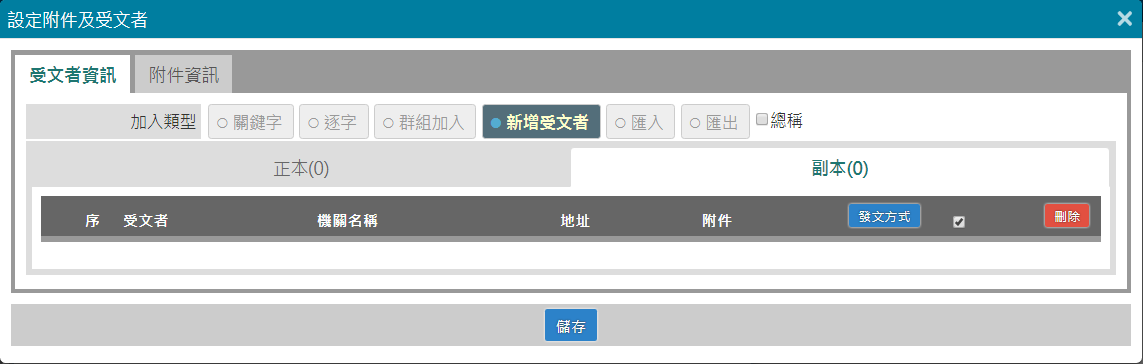 設定附件及受文者
受文者資訊 附件資訊
加入類型 關鍵字 逐字 群組加入 新增受文者 匯入 匯出 總稱
正本(0) 副本(0)
序 受文者 機關名稱 地址 附件 發文方式 刪除
儲存